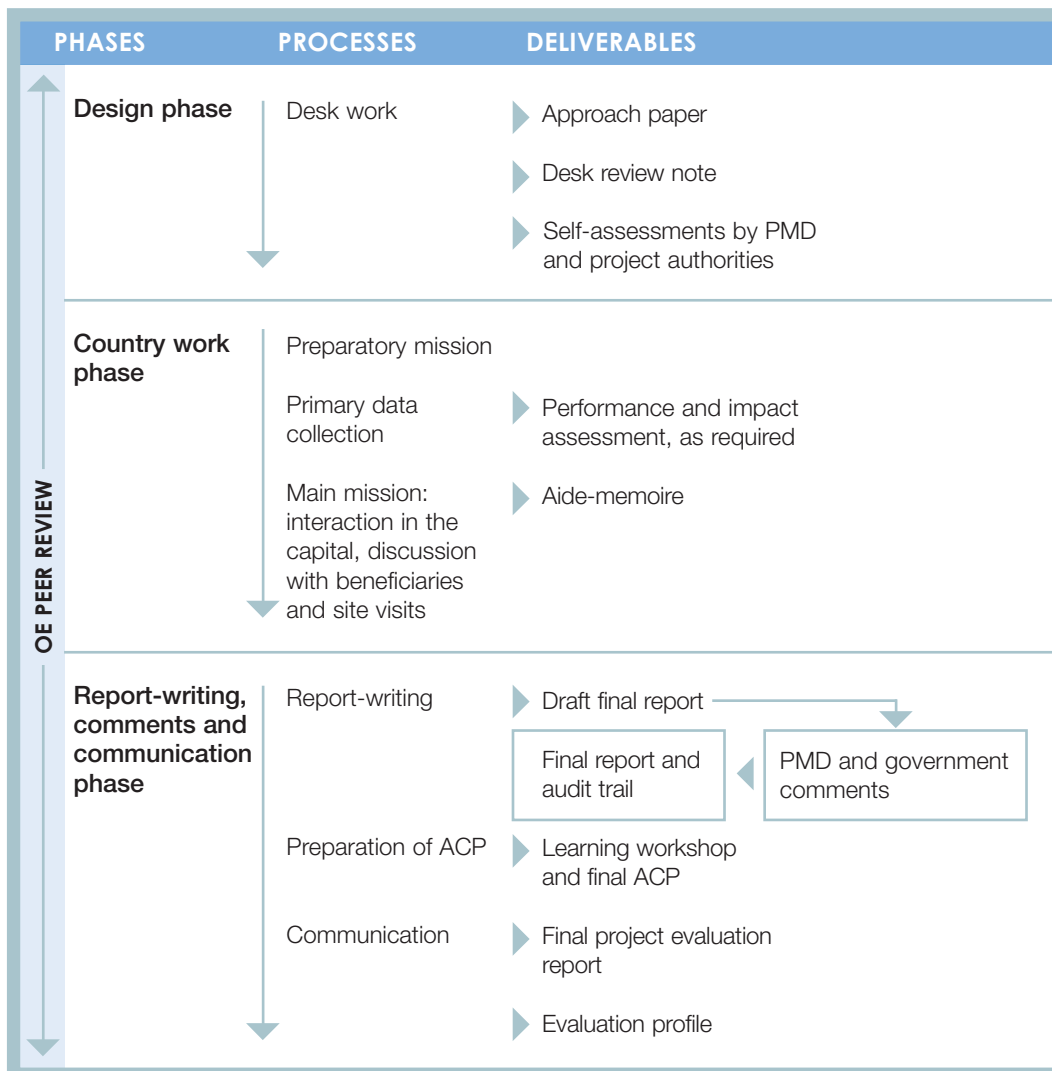 PHASES PROCESSES DELIVERABLES
OE PEER REVIEW
Design phase
Desk work
Approach paper
Desk review note
Self-assessments by PMD
and project authorities
Country work
phase
Preparatory mission
Primary data
collection
Performance and impact
assessment, as required
Main mission:
interaction in the
capital, discussion
with beneficiaries
and site visits
Aide-memoire
Report-writing,
comments and
communication
phase
Report-writing
Draft final report
PMD and government
comments
Final report and
audit trail
Preparation of ACP
Learning workshop
and final ACP
Communication
Final project evaluation
report
Evaluation profile